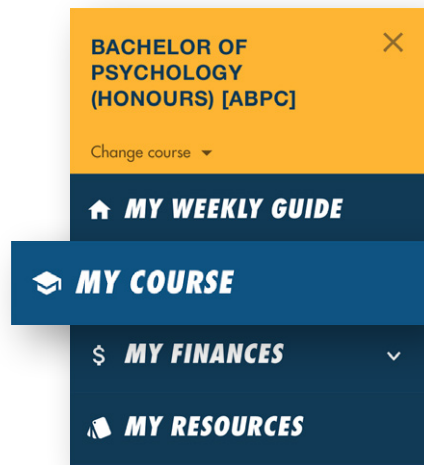 BACHELOR OF
PSYCHOLOGY
(HONOURS) [ABPC]
Change course
MY WEEKLY GUIDE
MY COURSE
$ MY FINANCES
MY RESOURCES